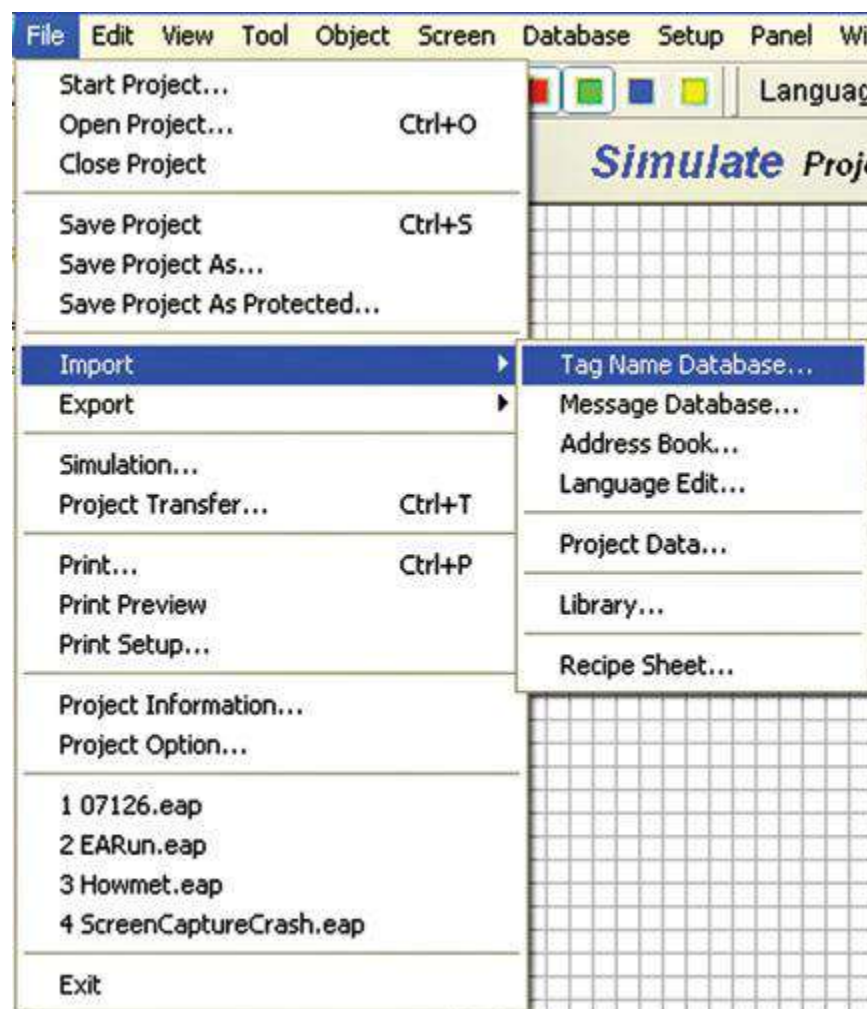 File Edit View Tool Object Screen Database Setup Panel
Start Project...
Open Project... Ctrl+O
Close Project
Simulate
Save Project Ctrl+S
Save Project As...
Save Project As Protected...
Import
Export
Tag Name Database...
Message Database...
Address Book...
Language Edit...
Project Data...
Library...
Recipe Sheet...
Simulation...
Project Transfer... Ctrl+T
Print... Ctrl+P
Print Preview
Print Setup...
Project Information...
Project Option...
1 07126.eap
2 EARun.eap
3 Howmet.eap
4 ScreenCaptureCrash.eap
Exit